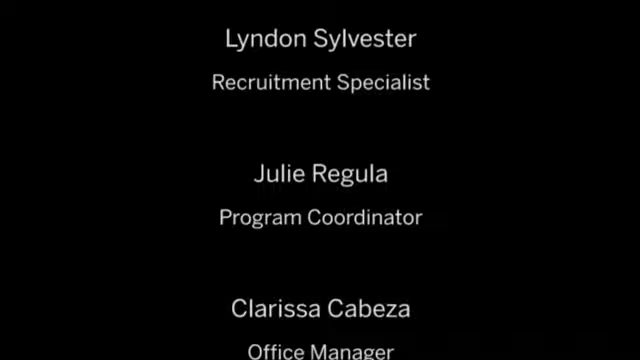 Lyndon Sylvester
Recruitment Specialist
Julie Regula
Program Coordinator
Clarissa Cabeza
Office Manager